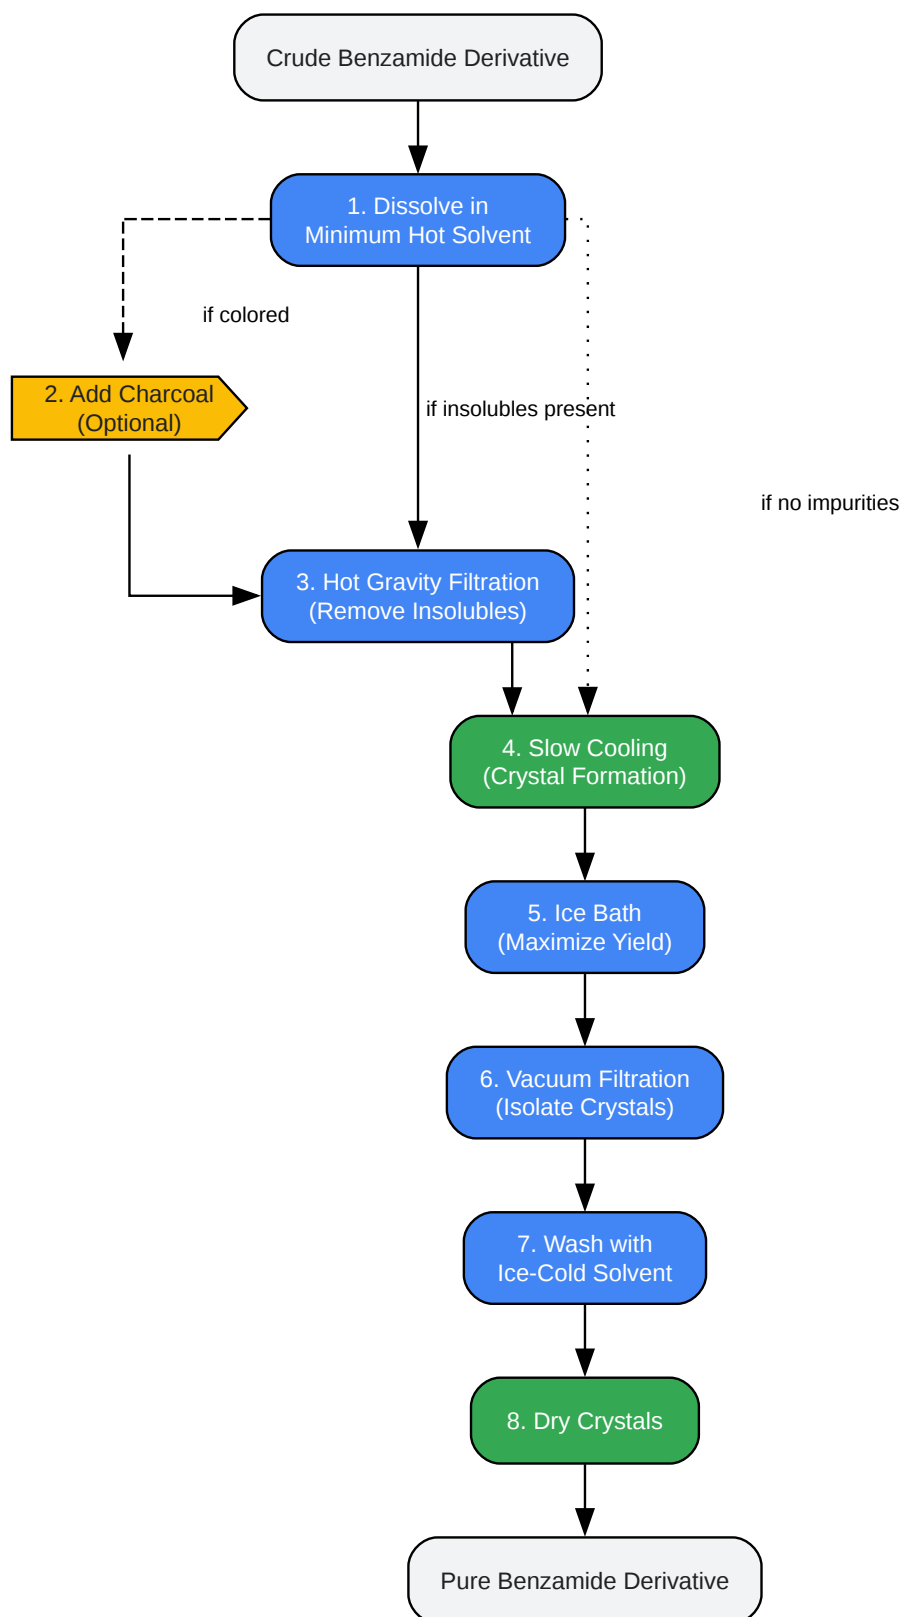 Crude Benzamide Derivative
1. Dissolve in
Minimum Hot Solvent
if colored
2. Add Charcoal
(Optional)
if insolubles present
if no impurities
3. Hot Gravity Filtration
(Remove Insolubles)
4. Slow Cooling
(Crystal Formation)
5. Ice Bath
(Maximize Yield)
6. Vacuum Filtration
(Isolate Crystals)
7. Wash with
Ice-Cold Solvent
8. Dry Crystals
Pure Benzamide Derivative